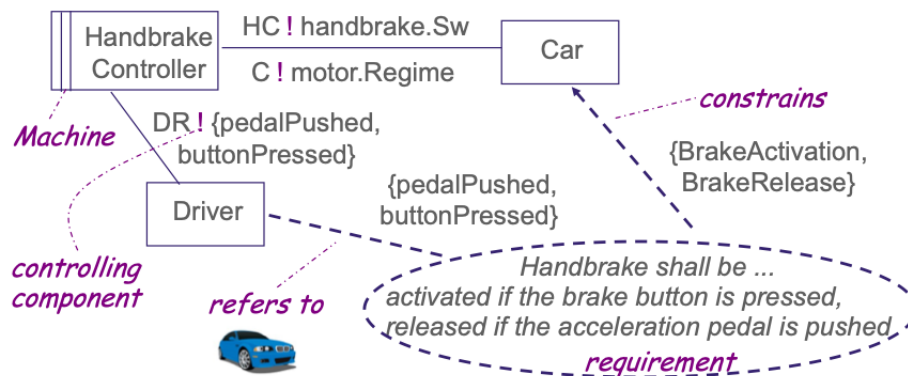 HC ! handbrake.Sw
Handbrake
Controller
Car
C ! motor.Regime
constrains
Machine
DR ! {pedalPushed,
buttonPressed}
{BrakeActivation,
BrakeRelease}
{pedalPushed,
buttonPressed}
Driver
controlling
component
refers to
Handbrake shall be ...
activated if the brake button is pressed,
released if the acceleration pedal is pushed
requirement